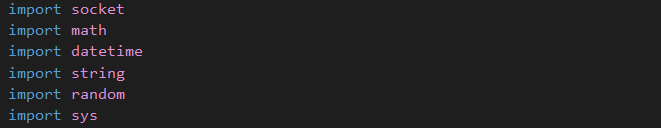 import socket
import math
import datetime
import string
import random
import sys